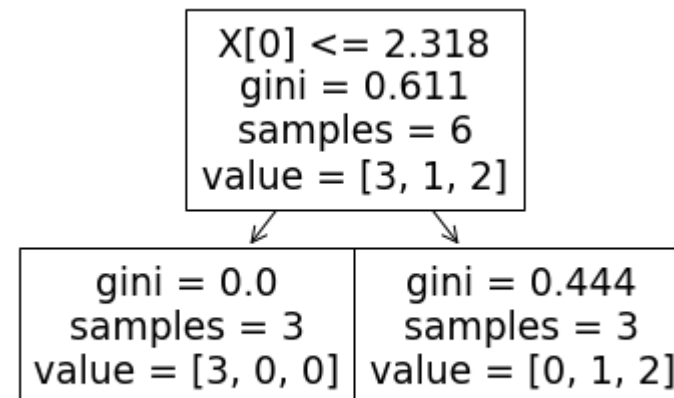 X[0] <= 2.318
gini = 0.611
samples = 6
value = [3, 1, 2]
gini = 0.0
samples = 3
value = [3, 0, 0]
gini = 0.444
samples = 3
value = [0, 1, 2]